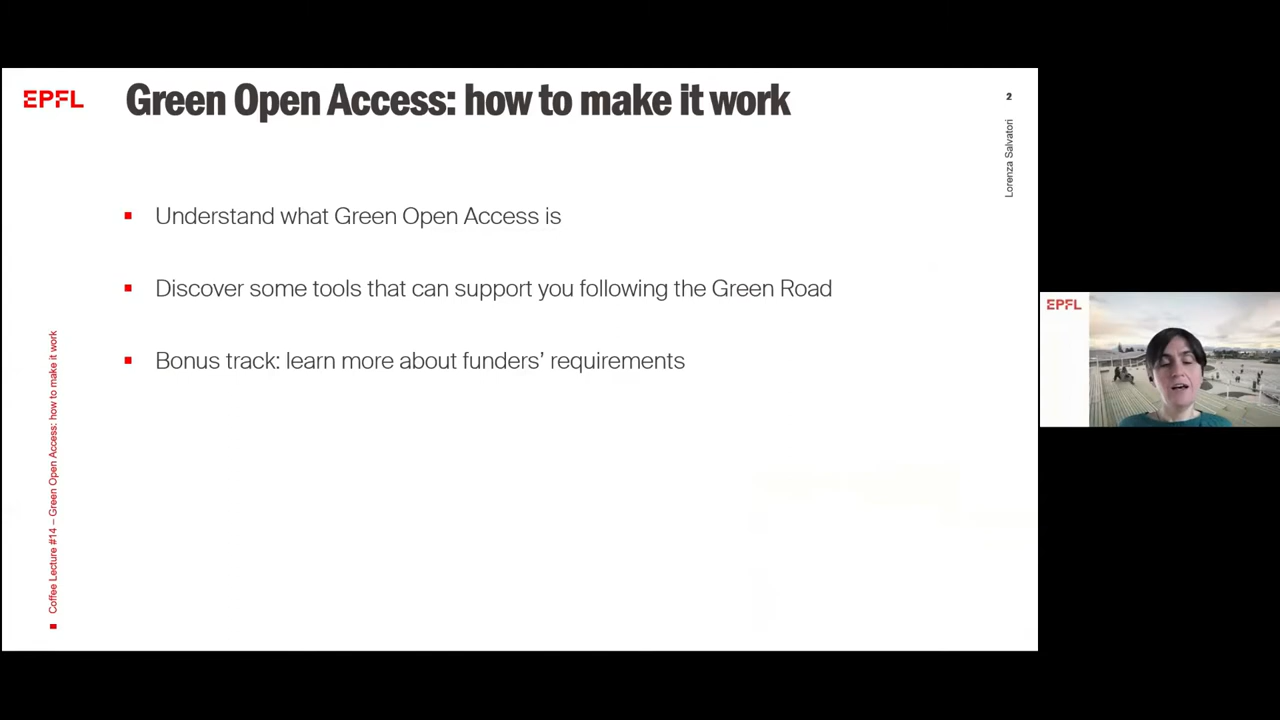 EPFL
Green Open Access: how to make it work
2
Lorenza Salvatori
▪ Understand what Green Open Access is
▪ Discover some tools that can support you following the Green Road
▪ Bonus track: learn more about funders’ requirements
▪ Coffee Lecture #14 – Green Open Access: how to make it work
EPFL